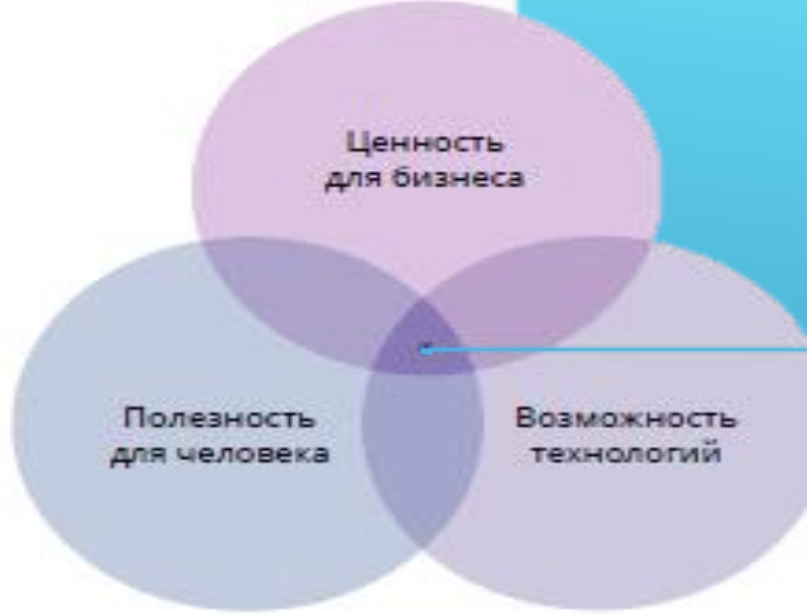 Ценность
для бизнеса
Полезность
для человека
Возможность
технологий